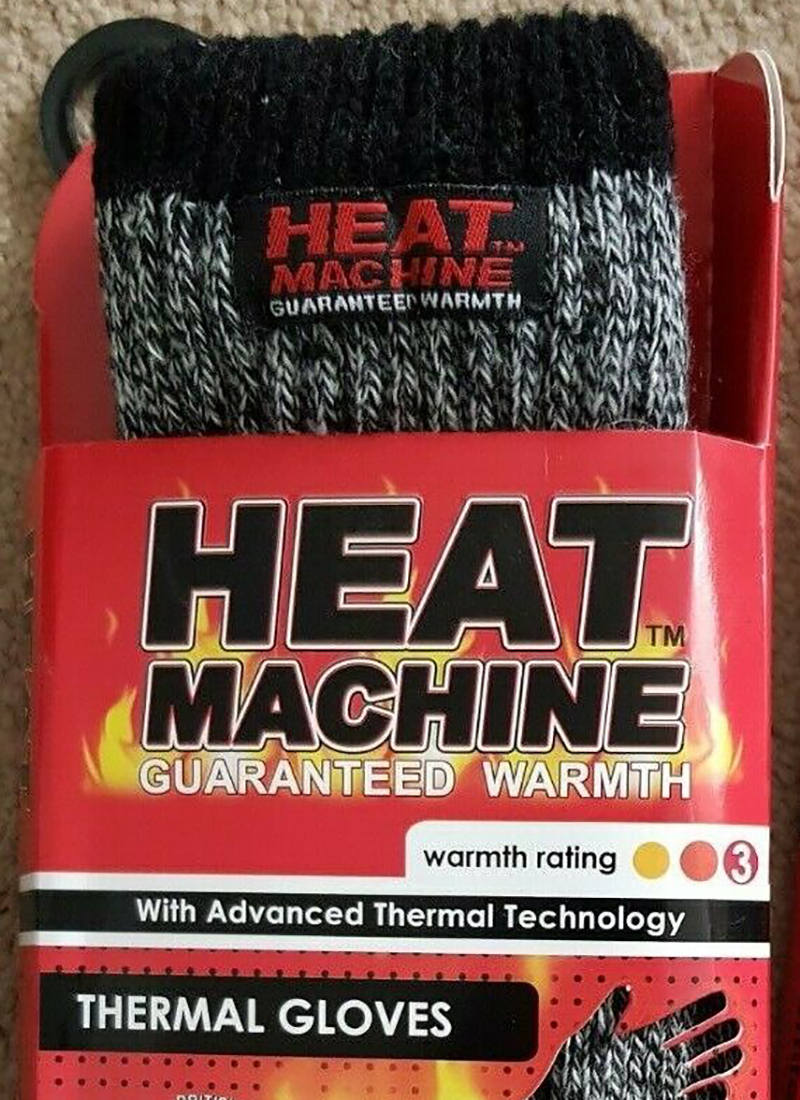 HEAT™
MACHINE
GUARANTEED WARMTH
HEAT™
MACHINE
GUARANTEED WARMTH
warmth rating 3
With Advanced Thermal Technology
THERMAL GLOVES